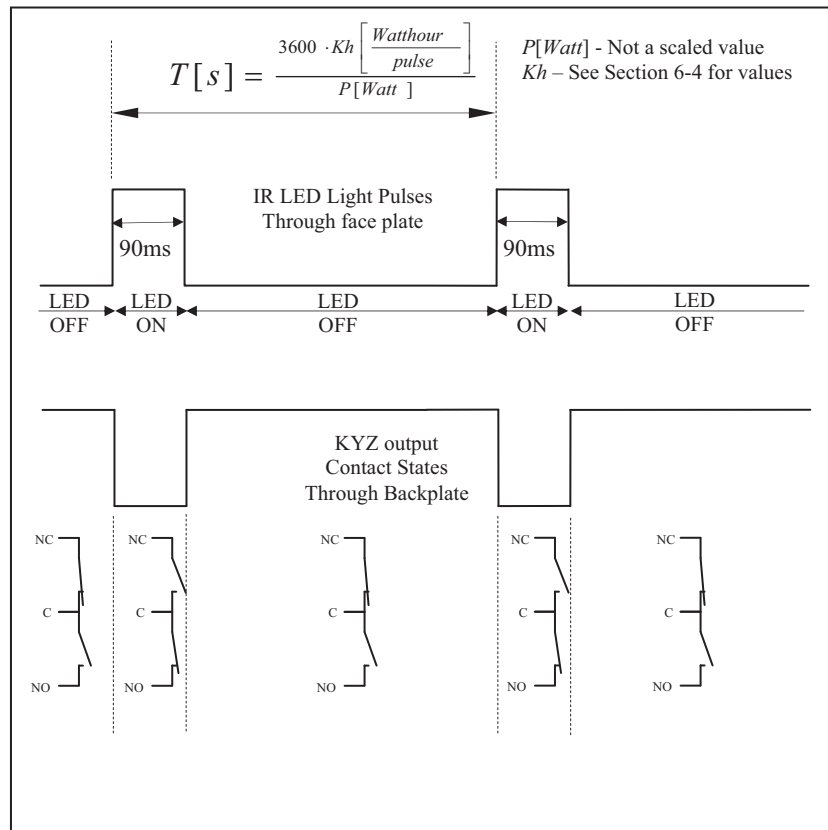 T[s] = 3600 · Kh [Watthour / pulse] / P[Watt ]
P[Watt] - Not a scaled value
Kh – See Section 6-4 for values
IR LED Light Pulses
Through face plate
90ms
90ms
LED OFF
LED ON
LED OFF
LED ON
LED OFF
KYZ output
Contact States
Through Backplate
NC
NC
NC
NC
NC
C
C
C
C
C
NO
NO
NO
NO
NO